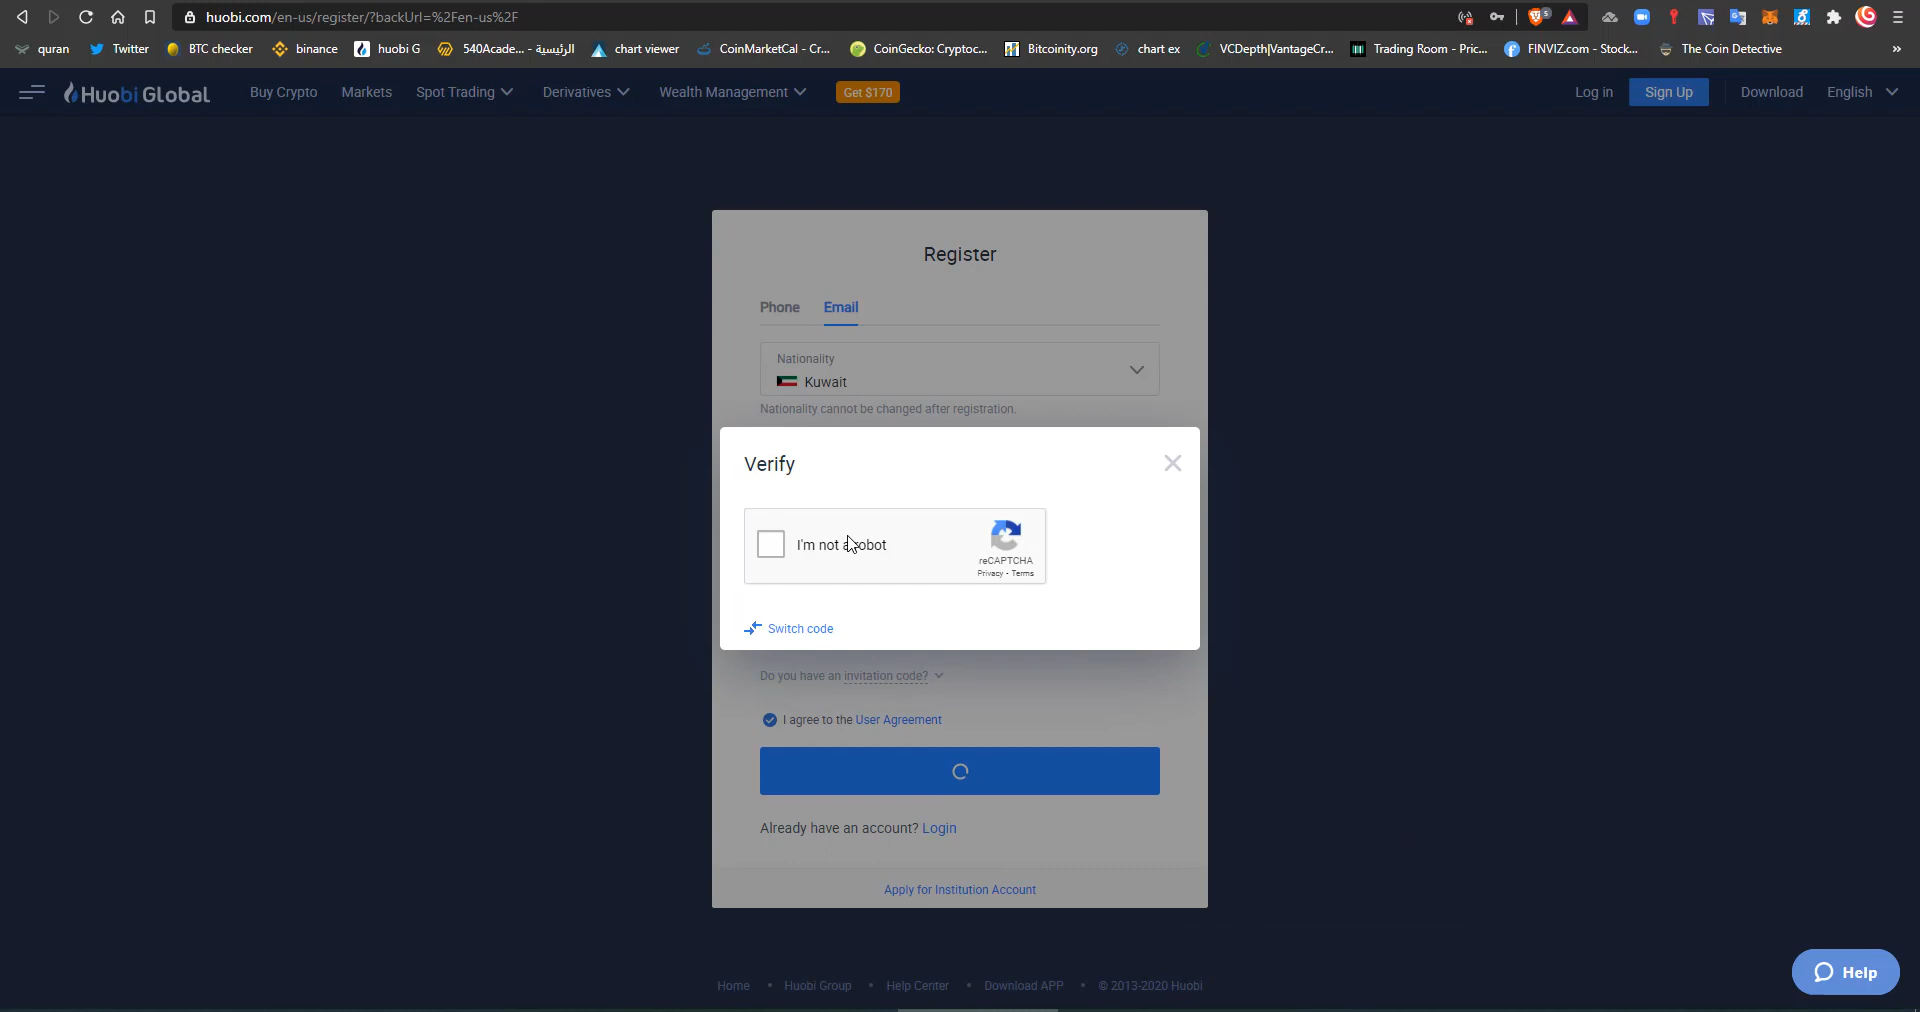 huobi.com/en-us/register/?backUrl=%2Fen-us%2F
5
quran Twitter BTC checker binance huobi G 540Acade... - الرئيسية chart viewer CoinMarketCal - Cr... CoinGecko: Cryptoc... Bitcoinity.org chart ex VCDepth|VantageCr... Trading Room - Pric... FINVIZ.com - Stock... The Coin Detective »
Huobi Global Buy Crypto Markets Spot Trading Derivatives Wealth Management Get $170 Log in Sign Up Download English
Register
Phone Email
Nationality
Kuwait
Nationality cannot be changed after registration.
Verify
I'm not a robot
reCAPTCHA
Privacy - Terms
Switch code
Do you have an invitation code?
I agree to the User Agreement
Already have an account? Login
Apply for Institution Account
Help
Home • Huobi Group • Help Center • Download APP • © 2013-2020 Huobi